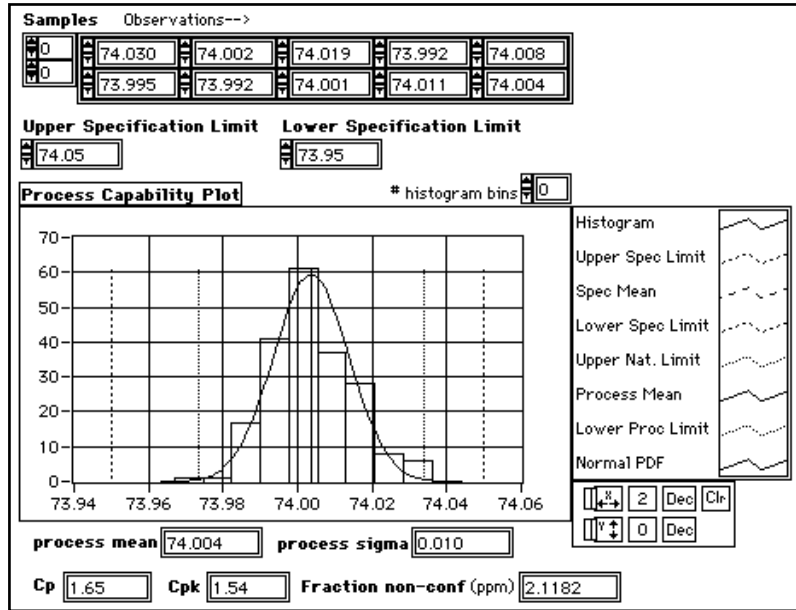 Samples Observations-->
0 74.030 74.002 74.019 73.992 74.008
0 73.995 73.992 74.001 74.011 74.004
Upper Specification Limit Lower Specification Limit
74.05 73.95
Process Capability Plot # histogram bins 0
70
60
50
40
30
20
10
0
73.94 73.96 73.98 74.00 74.02 74.04 74.06
Histogram
Upper Spec Limit
Spec Mean
Lower Spec Limit
Upper Nat. Limit
Process Mean
Lower Proc Limit
Normal PDF
X 2 Dec Clr
Y 0 Dec
process mean 74.004 process sigma 0.010
Cp 1.65 Cpk 1.54 Fraction non-conf (ppm) 2.1182